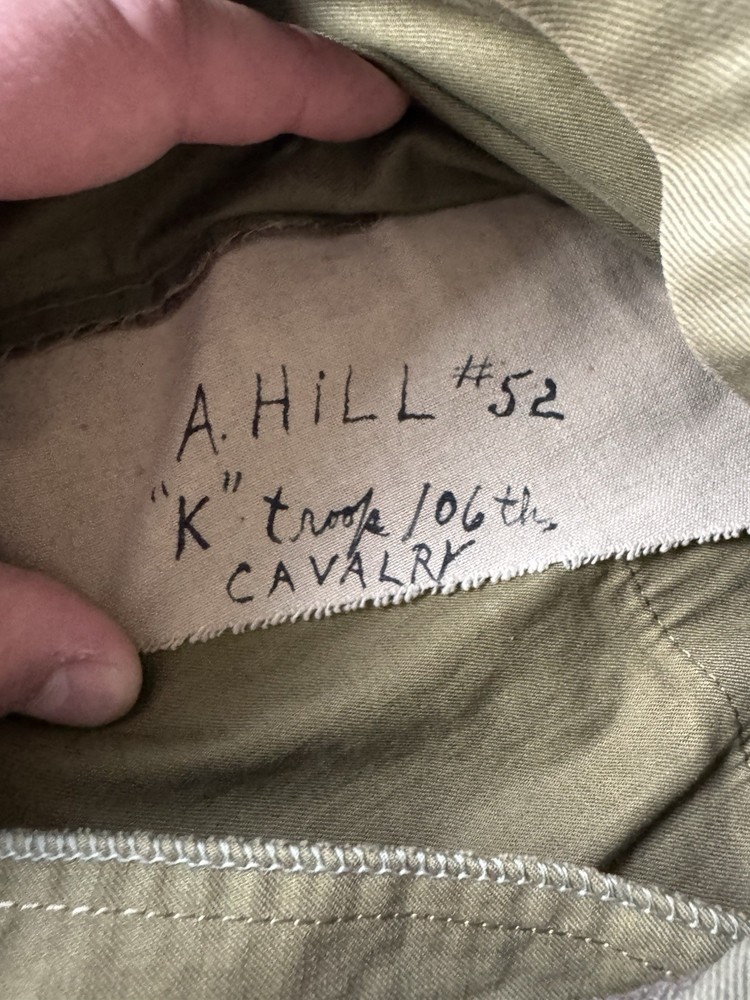 A. HiLL #52
"K" troop 106th,
CAVALRY